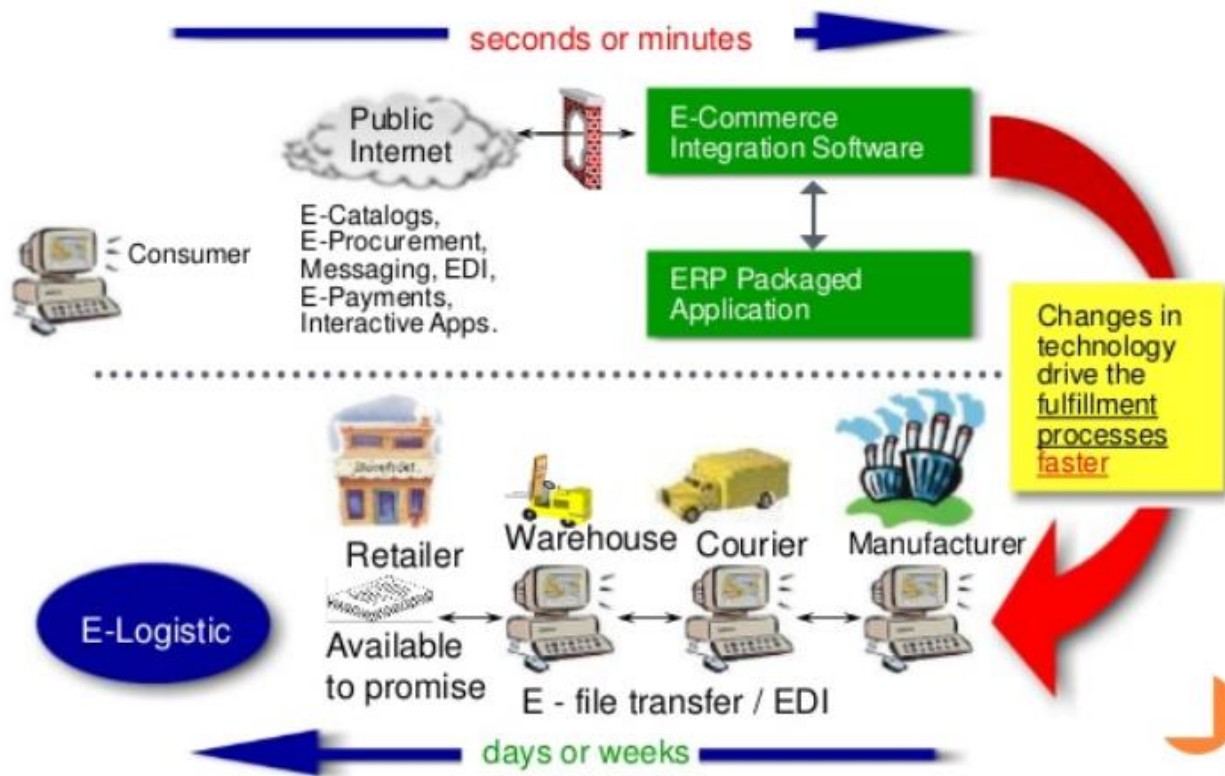 seconds or minutes
Public
Internet
E-Commerce
Integration Software
E-Catalogs,
E-Procurement,
Messaging, EDI,
E-Payments,
Interactive Apps.
Consumer
ERP Packaged
Application
Changes in
technology
drive the
fulfillment
processes
faster
Retailer
Warehouse
Courier
Manufacturer
E-Logistic
Available
to promise
E - file transfer / EDI
days or weeks